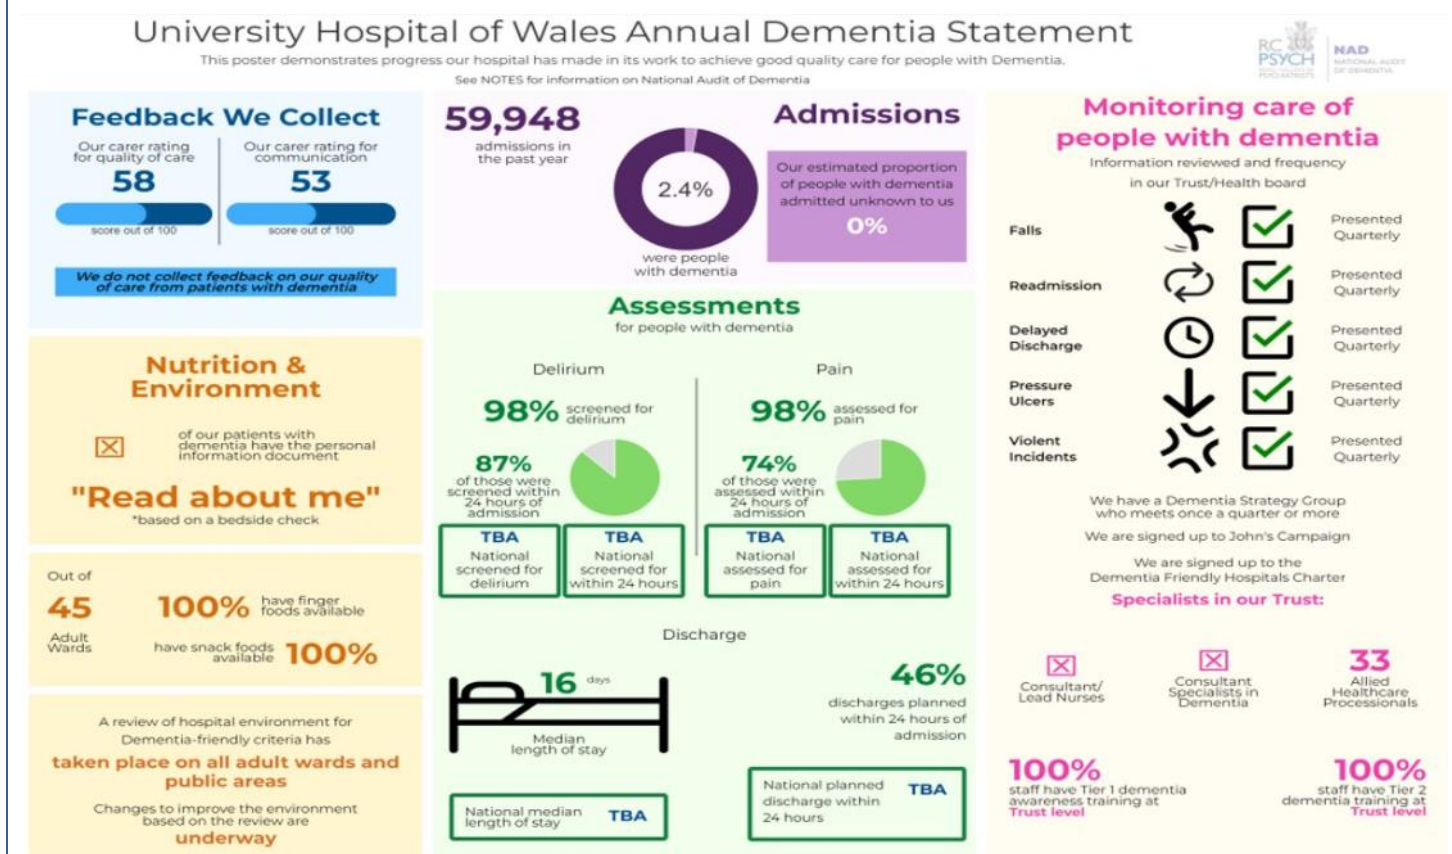 University Hospital of Wales Annual Dementia Statement
This poster demonstrates progress our hospital has made in its work to achieve good quality care for people with Dementia.
See NOTES for information on National Audit of Dementia
RC
PSYCH
NAD
NATIONAL AUDIT
OF DEMENTIA
Feedback We Collect
Our carer rating
for quality of care
58
score out of 100
Our carer rating for
communication
53
score out of 100
We do not collect feedback on our quality
of care from patients with dementia
Nutrition &
Environment
of our patients with
dementia have the personal
information document
"Read about me"
*based on a bedside check
Out of
45
Adult
Wards
100%
have finger
foods available
have snack foods
available
100%
A review of hospital environment for
Dementia-friendly criteria has
taken place on all adult wards and
public areas
Changes to improve the environment
based on the review are
underway
59,948
admissions in
the past year
2.4%
were people
with dementia
Admissions
Our estimated proportion
of people with dementia
admitted unknown to us
0%
Assessments
for people with dementia
Delirium
98%
screened for
delirium
87%
of those were
screened within
24 hours of
admission
TBA
National
screened for
delirium
TBA
National
screened for
within 24 hours
Pain
98%
assessed for
pain
74%
of those were
assessed within
24 hours of
admission
TBA
National
assessed for
pain
TBA
National
assessed for
within 24 hours
Discharge
16 days
Median
length of stay
National median
length of stay
TBA
46%
discharges planned
within 24 hours of
admission
National planned
discharge within
24 hours
TBA
Monitoring care of
people with dementia
Information reviewed and frequency
in our Trust/Health board
Falls
Presented
Quarterly
Readmission
Presented
Quarterly
Delayed
Discharge
Presented
Quarterly
Pressure
Ulcers
Presented
Quarterly
Violent
Incidents
Presented
Quarterly
We have a Dementia Strategy Group
who meets once a quarter or more
We are signed up to John's Campaign
We are signed up to the
Dementia Friendly Hospitals Charter
Specialists in our Trust:
Consultant/
Lead Nurses
Consultant
Specialists in
Dementia
33
Allied
Healthcare
Processionals
100%
staff have Tier 1 dementia
awareness training at
Trust level
100%
staff have Tier 2
dementia training at
Trust level